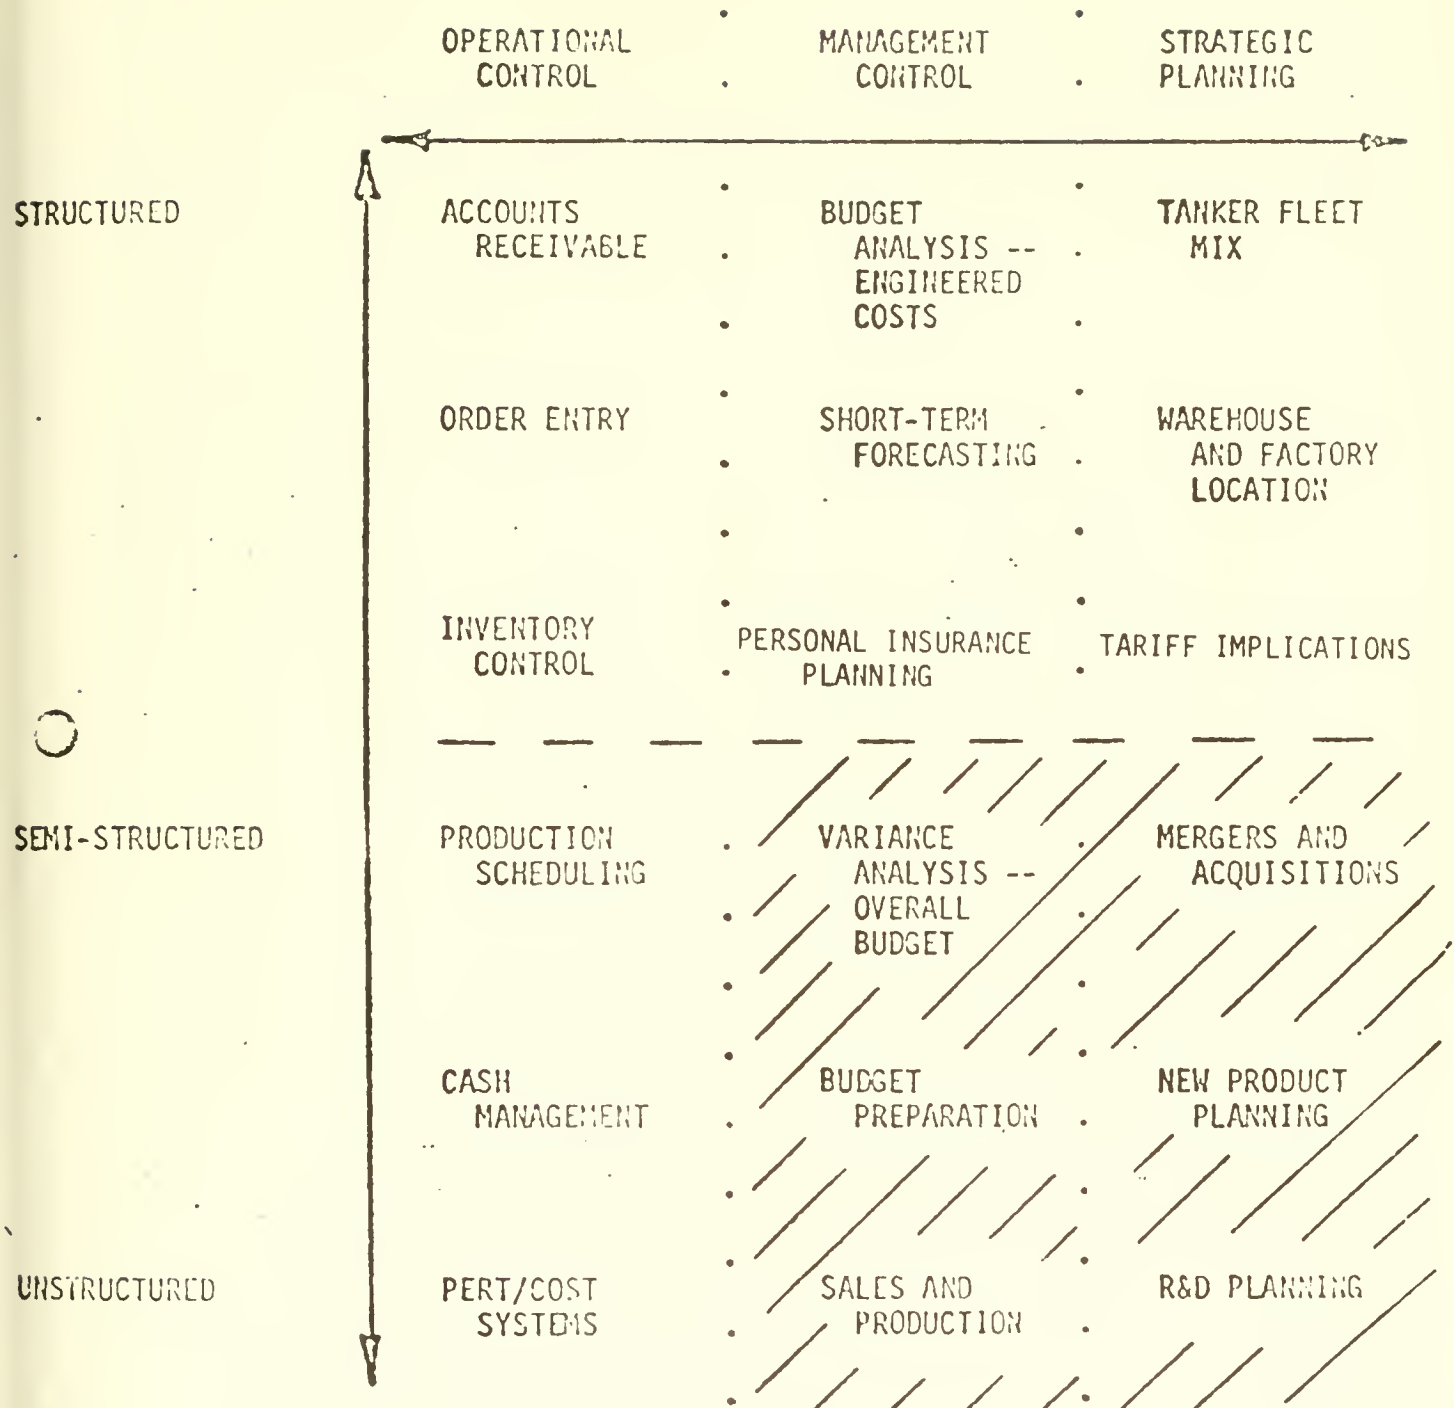 OPERATIONAL
CONTROL
MANAGEMENT
CONTROL
STRATEGIC
PLANNING
STRUCTURED
ACCOUNTS
RECEIVABLE
BUDGET
ANALYSIS --
ENGINEERED
COSTS
TANKER FLEET
MIX
ORDER ENTRY
SHORT-TERM
FORECASTING
WAREHOUSE
AND FACTORY
LOCATION
INVENTORY
CONTROL
PERSONAL INSURANCE
PLANNING
TARIFF IMPLICATIONS
SEMI-STRUCTURED
PRODUCTION
SCHEDULING
VARIANCE
ANALYSIS --
OVERALL
BUDGET
MERGERS AND
ACQUISITIONS
CASH
MANAGEMENT
BUDGET
PREPARATION
NEW PRODUCT
PLANNING
UNSTRUCTURED
PERT/COST
SYSTEMS
SALES AND
PRODUCTION
R&D PLANNING